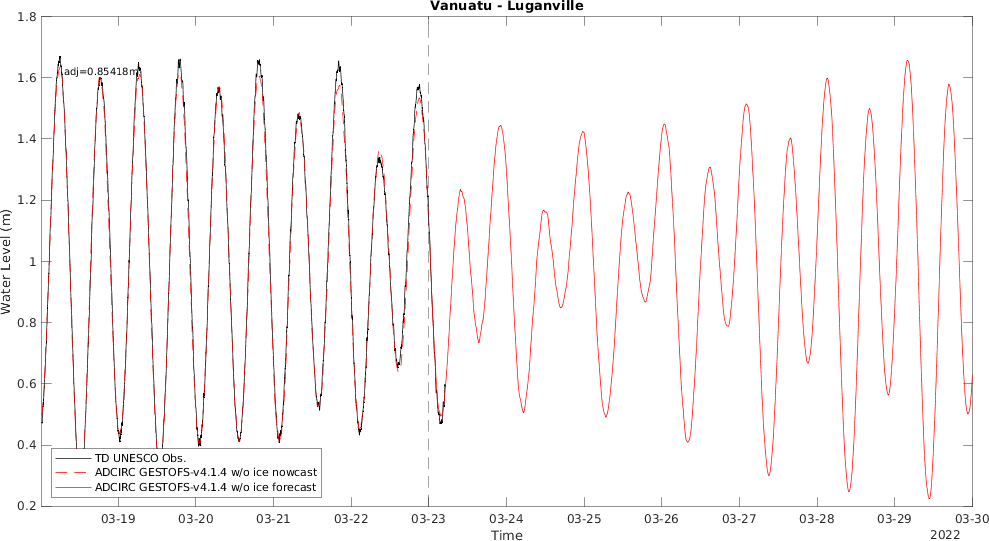 Vanuatu - Luganville
1.8
1.6
1.4
1.2
1
0.8
0.6
0.4
0.2
Water Level (m)
adj=0.85418m
TD UNESCO Obs.
ADCIRC GESTOFS-v4.1.4 w/o ice nowcast
ADCIRC GESTOFS-v4.1.4 w/o ice forecast
03-19 03-20 03-21 03-22 03-23 03-24 03-25 03-26 03-27 03-28 03-29 03-30
Time
2022